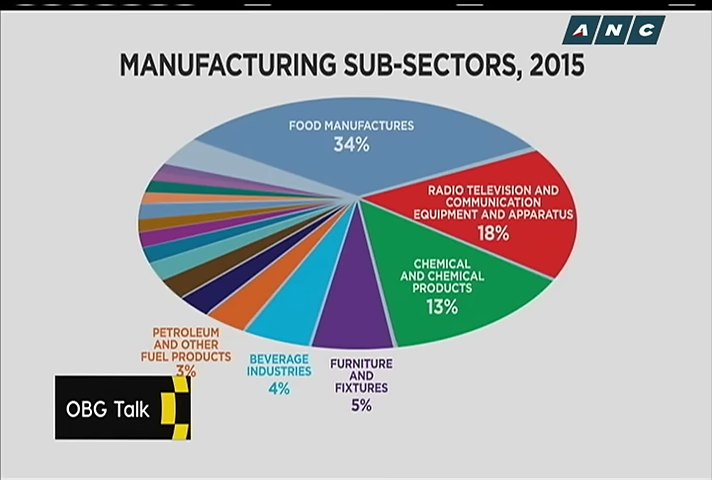 ANC
MANUFACTURING SUB-SECTORS, 2015
FOOD MANUFACTURES
34%
RADIO TELEVISION AND
COMMUNICATION
EQUIPMENT AND APPARATUS
18%
CHEMICAL
AND CHEMICAL
PRODUCTS
13%
PETROLEUM
AND OTHER
FUEL PRODUCTS
3%
BEVERAGE
INDUSTRIES
4%
FURNITURE
AND
FIXTURES
5%
OBG Talk